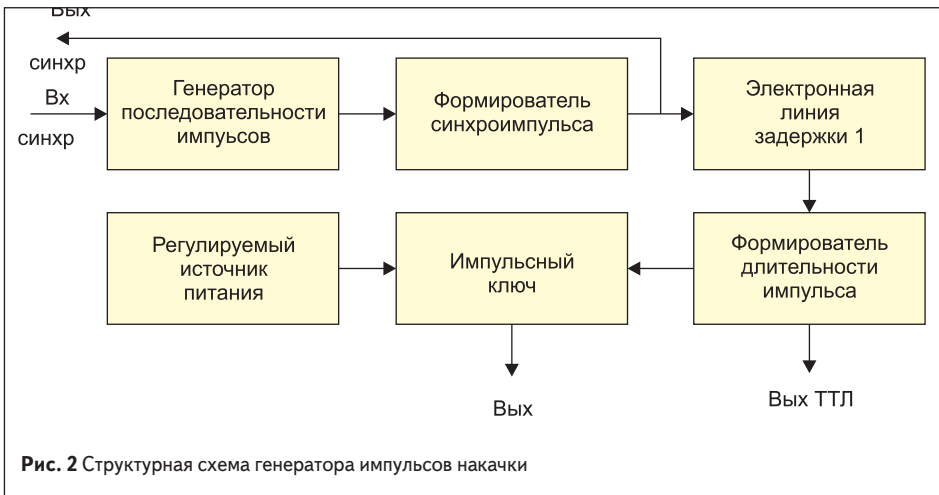 Вых
синхр
Вх
синхр
Генератор
последовательности
импуьсов
Формирователь
синхроимпульса
Электронная
линия
задержки 1
Регулируемый
источник
питания
Импульсный
ключ
Формирователь
длительности
импульса
Вых
Вых ТТЛ
Рис. 2 Структурная схема генератора импульсов накачки